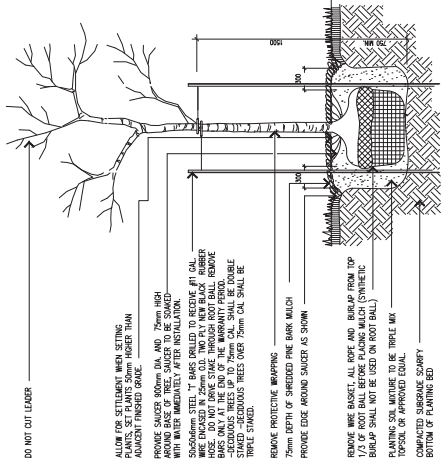 DO NOT CUT LEADER
ALLOW FOR SETTLEMENT WHEN SETTING
PLANTS, SET PLANTS 50mm HIGHER THAN
ADJACENT FINISHED GRADE.
PROVIDE SAUCER 900mm DIA. AND 75mm HIGH
AROUND BASE OF TREE, SAUCER TO BE SOAKED
WITH WATER IMMEDIATELY AFTER INSTALLATION.
50x50x6mm STEEL 'T' BARS DRILLED TO RECEIVE #11 GAL.
WIRE ENCASED IN 25mm O.D. TWO PLY NEW BLACK RUBBER
HOSE. DO NOT DRIVE STAKE THROUGH ROOT BALL. REMOVE
BARS ONLY AT THE END OF THE WARRANTY PERIOD.
-DECIDUOUS TREES UP TO 75mm CAL. SHALL BE DOUBLE
STAKED -DECIDUOUS TREES OVER 75mm CAL SHALL BE
TRIPLE STAKED.
REMOVE PROTECTIVE WRAPPING
75mm DEPTH OF SHREDDED PINE BARK MULCH
PROVIDE EDGE AROUND SAUCER AS SHOWN
REMOVE WIRE BASKET, ALL ROPE AND BURLAP FROM TOP
1/3 OF ROOT BALL BEFORE PLACING MULCH (SYNTHETIC
BURLAP SHALL NOT BE USED ON ROOT BALL)
PLANTING SOIL MIXTURE TO BE TRIPLE MIX
TOPSOIL OR APPROVED EQUAL.
COMPACTED SUBGRADE SCARIFY
BOTTOM OF PLANTING BED
1500
750 MIN.
300
300